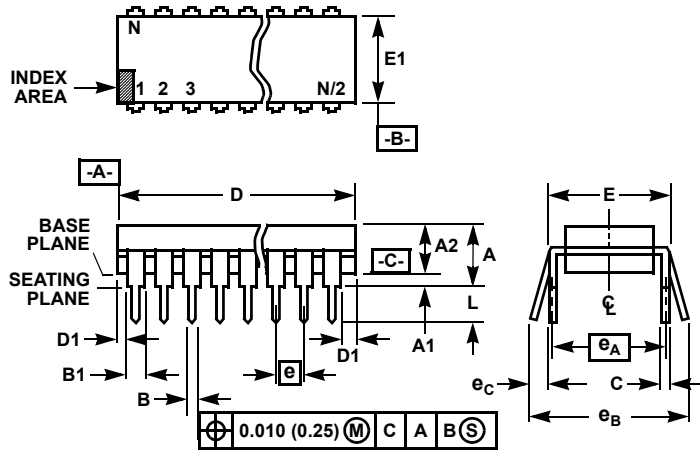 N
E1
INDEX
AREA
1 2 3 N/2
-B-
-A-
D
E
BASE
PLANE
A2 A
-C-
SEATING
PLANE
L
C
L
D1
A1
D1
e
eA
B1
eC
C
B
eB
0.010 (0.25) M C A B S